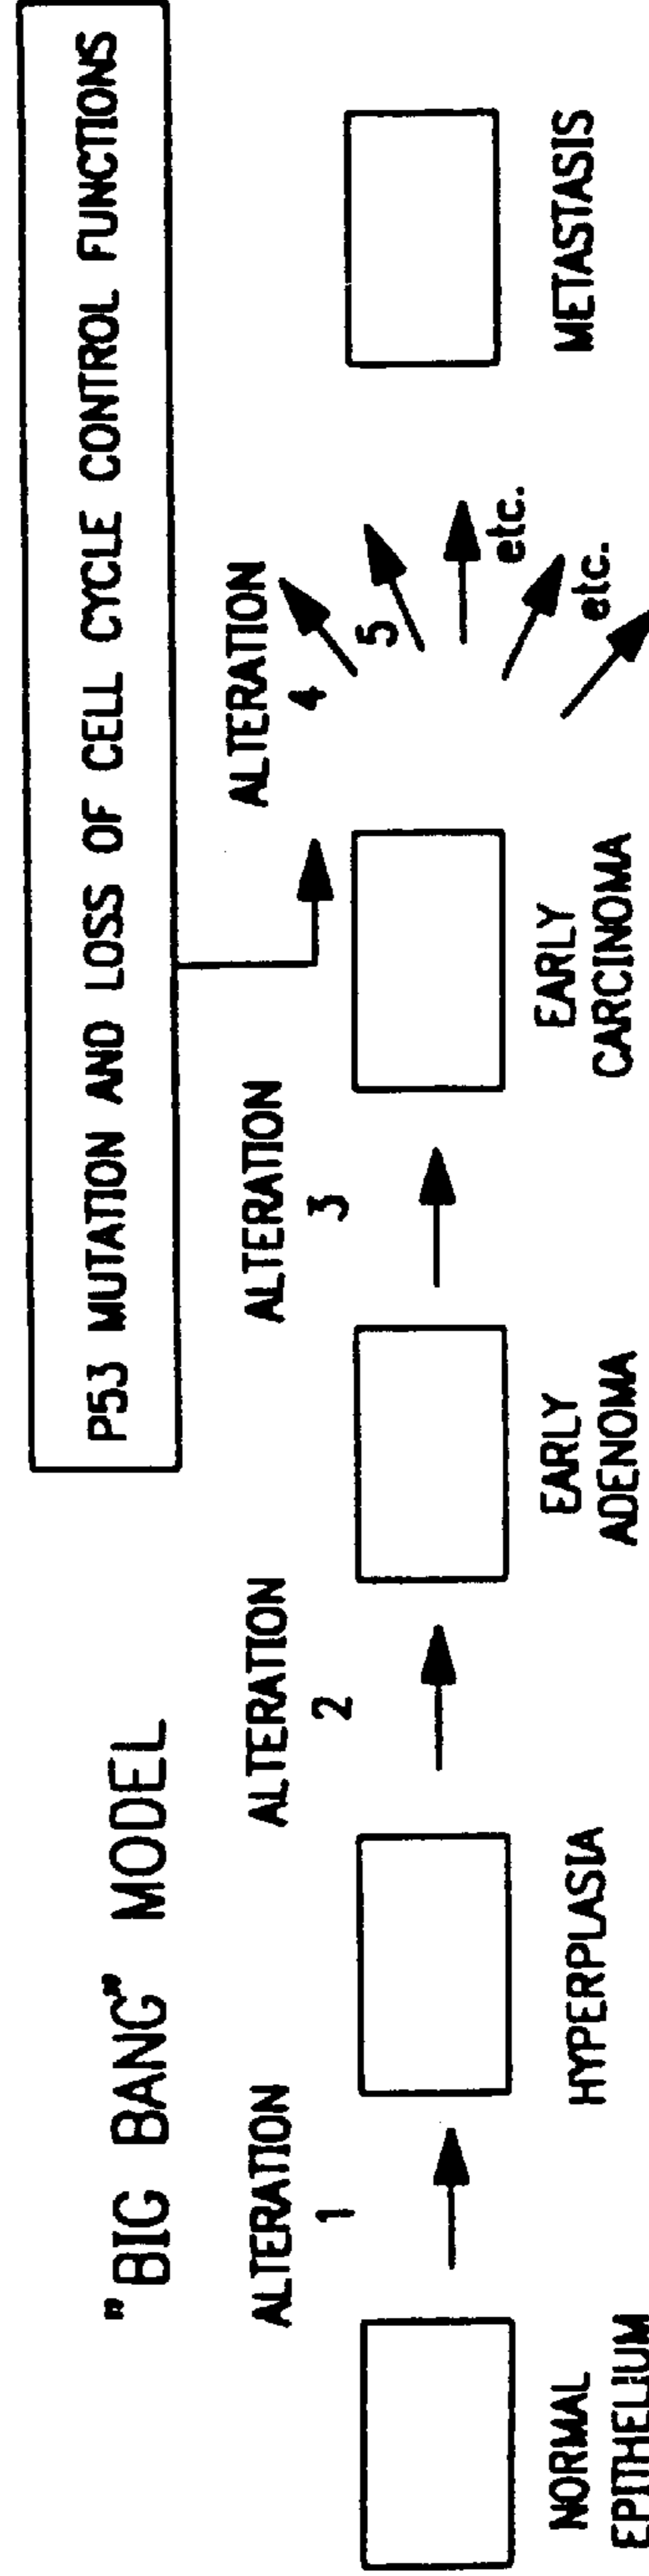 "BIG BANG" MODEL
P53 MUTATION AND LOSS OF CELL CYCLE CONTROL FUNCTIONS
ALTERATION
1
ALTERATION
2
ALTERATION
3
ALTERATION
4
5
etc.
etc.
NORMAL
EPITHELIUM
HYPERPLASIA
EARLY
ADENOMA
EARLY
CARCINOMA
METASTASIS